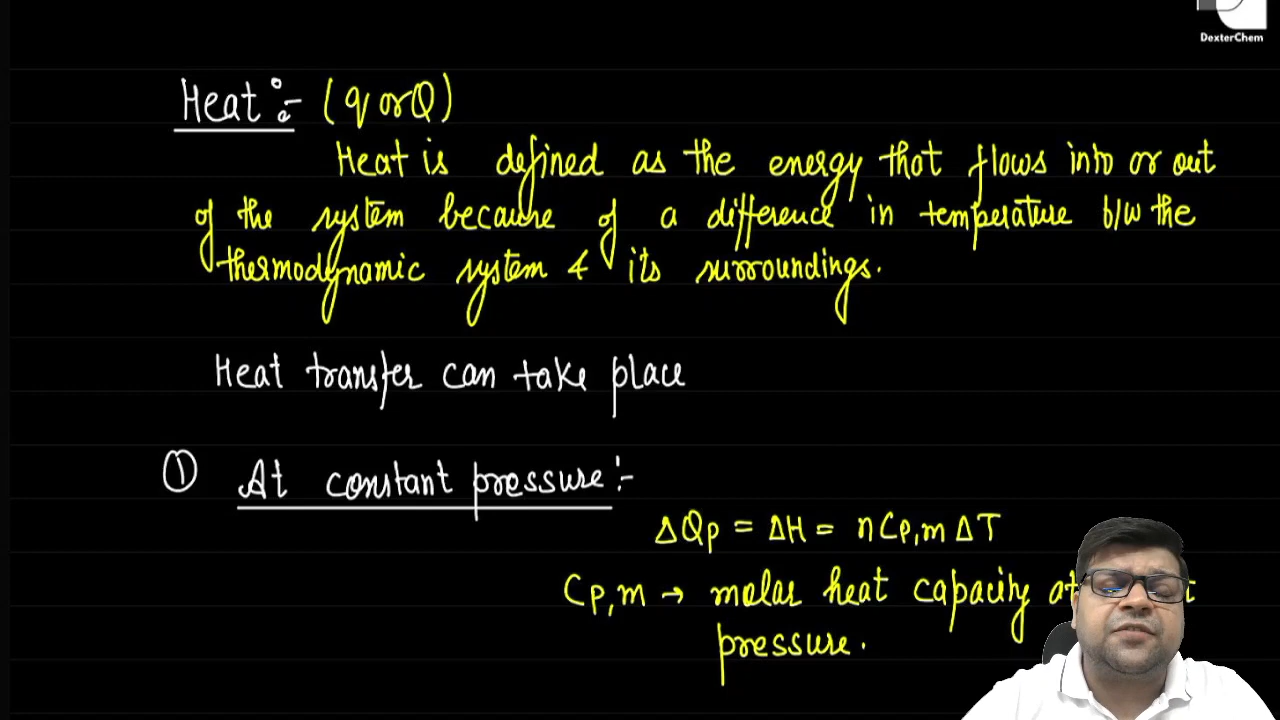 DexterChem
Heat :- (q or Q)
Heat is defined as the energy that flows into or out
of the system because of a difference in temperature b/w the
thermodynamic system & its surroundings.
Heat transfer can take place
① At constant pressure :-
ΔQp = ΔH = nCp,m ΔT
Cp,m → molar heat capacity at
pressure.